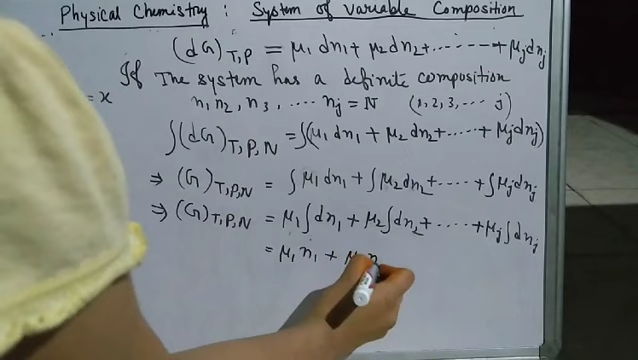 Physical Chemistry : System of variable Composition
(dG)T,P = μ1 dn1 + μ2 dn2 + ------ + μj dnj
If The system has a definite composition
= x
n1, n2, n3, .... nj = N (1, 2, 3, .... j)
∫(dG)T,P,N = ∫(μ1 dn1 + μ2 dn2 + ..... + μj dnj)
⇒ (G)T,P,N = ∫μ1 dn1 + ∫μ2 dn2 + ..... + ∫μj dnj
⇒ (G)T,P,N = μ1 ∫dn1 + μ2 ∫dn2 + ..... + μj ∫dnj
= μ1 n1 + μ2 n